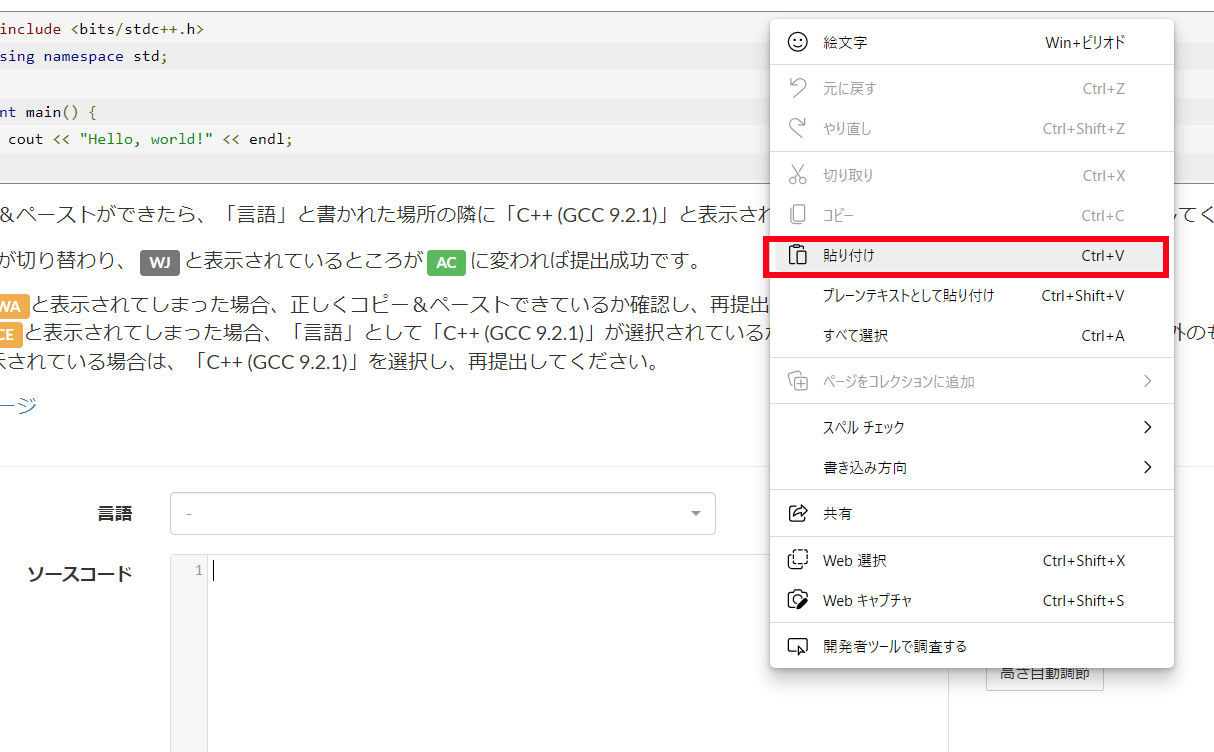 include <bits/stdc++.h>
sing namespace std;
nt main() {
cout << "Hello, world!" << endl;
&ペーストができたら、「言語」と書かれた場所の隣に「C++ (GCC 9.2.1)」と表示され
てく
が切り替わり、 WJ と表示されているところが AC に変われば提出成功です。
WA と表示されてしまった場合、正しくコピー&ペーストできているか確認し、再提出
CE と表示されてしまった場合、「言語」として「C++ (GCC 9.2.1)」が選択されているか
外のも
示されている場合は、「C++ (GCC 9.2.1)」を選択し、再提出してください。
ージ
言語
-
ソースコード
1
絵文字 Win+ピリオド
元に戻す Ctrl+Z
やり直し Ctrl+Shift+Z
切り取り Ctrl+X
コピー Ctrl+C
貼り付け Ctrl+V
プレーンテキストとして貼り付け Ctrl+Shift+V
すべて選択 Ctrl+A
ページをコレクションに追加
スペル チェック
書き込み方向
共有
Web 選択 Ctrl+Shift+X
Web キャプチャ Ctrl+Shift+S
開発者ツールで調査する
高さ自動調節